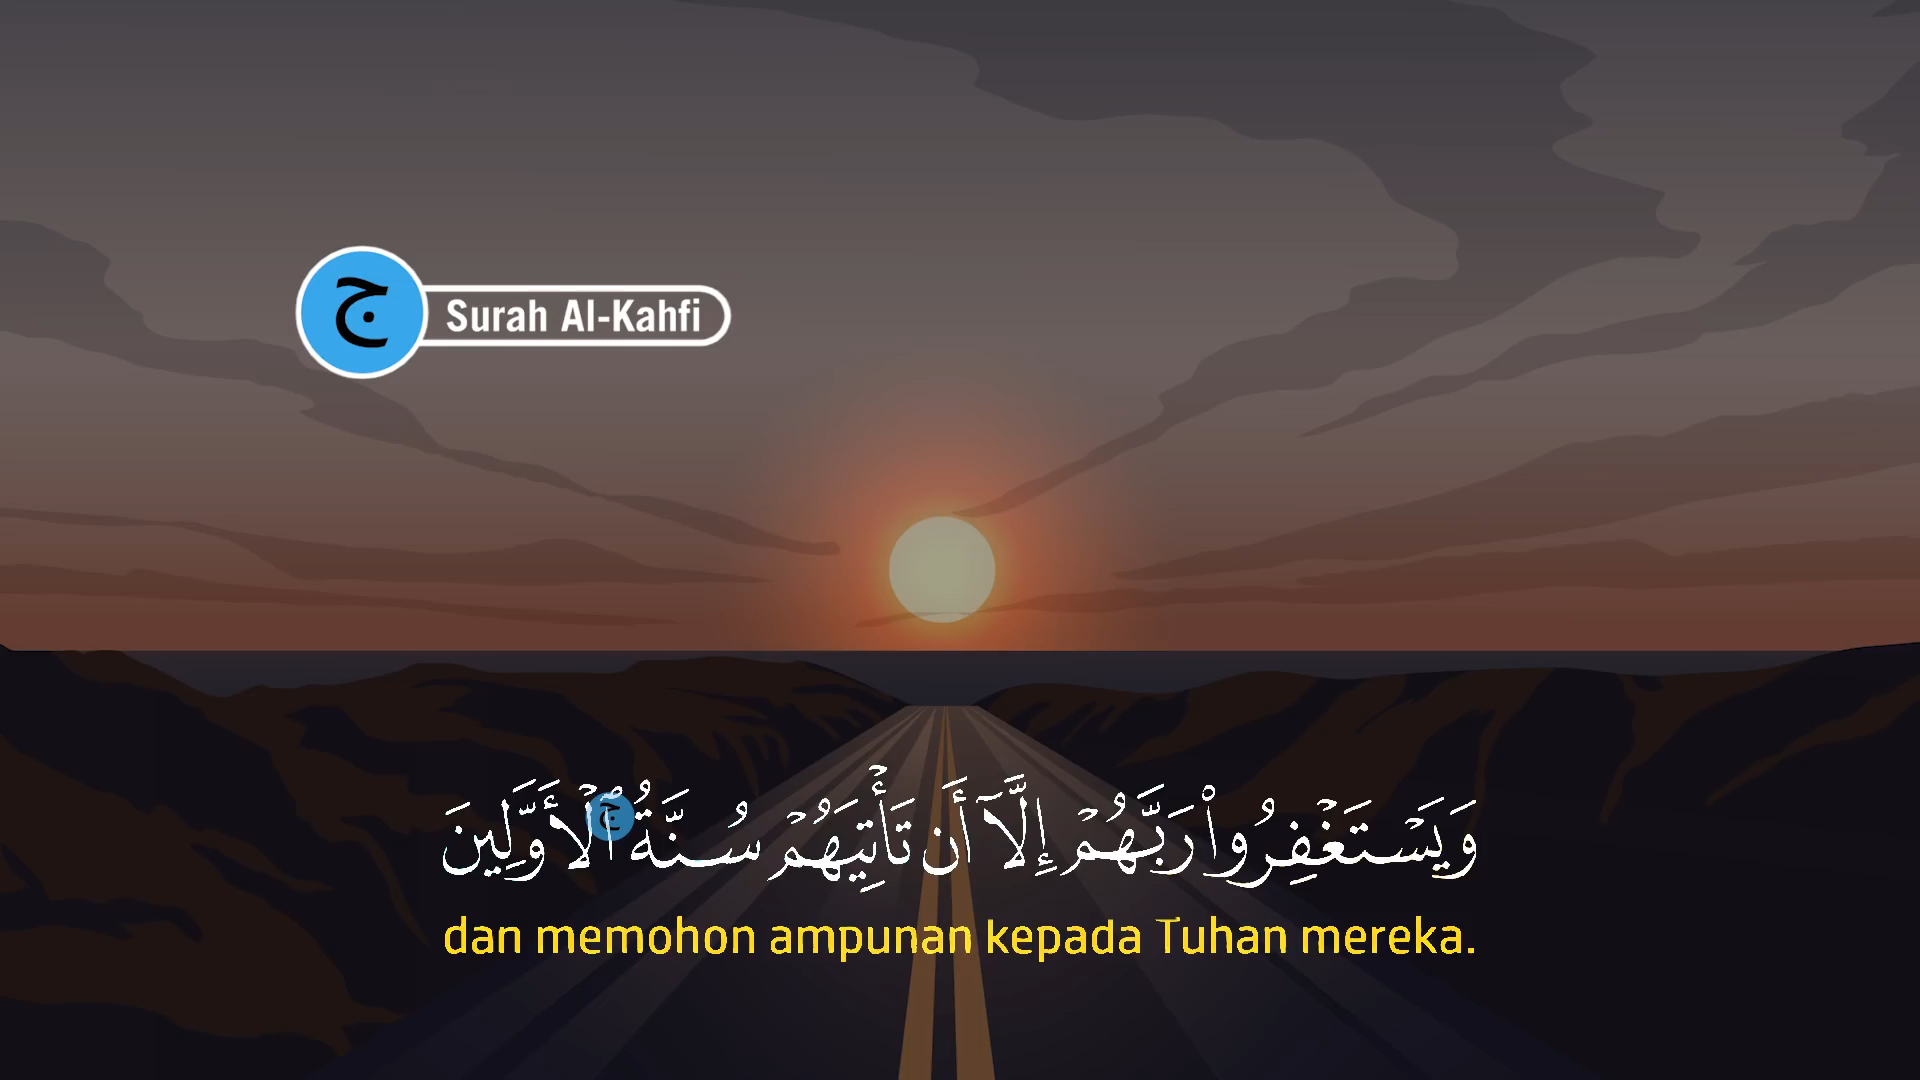 ج
Surah Al-Kahfi
وَيَسْتَغْفِرُوا۟ رَبَّهُمْ إِلَّآ أَن تَأْتِيَهُمْ سُنَّةُ ٱلْأَوَّلِينَ
ج
dan memohon ampunan kepada Tuhan mereka.